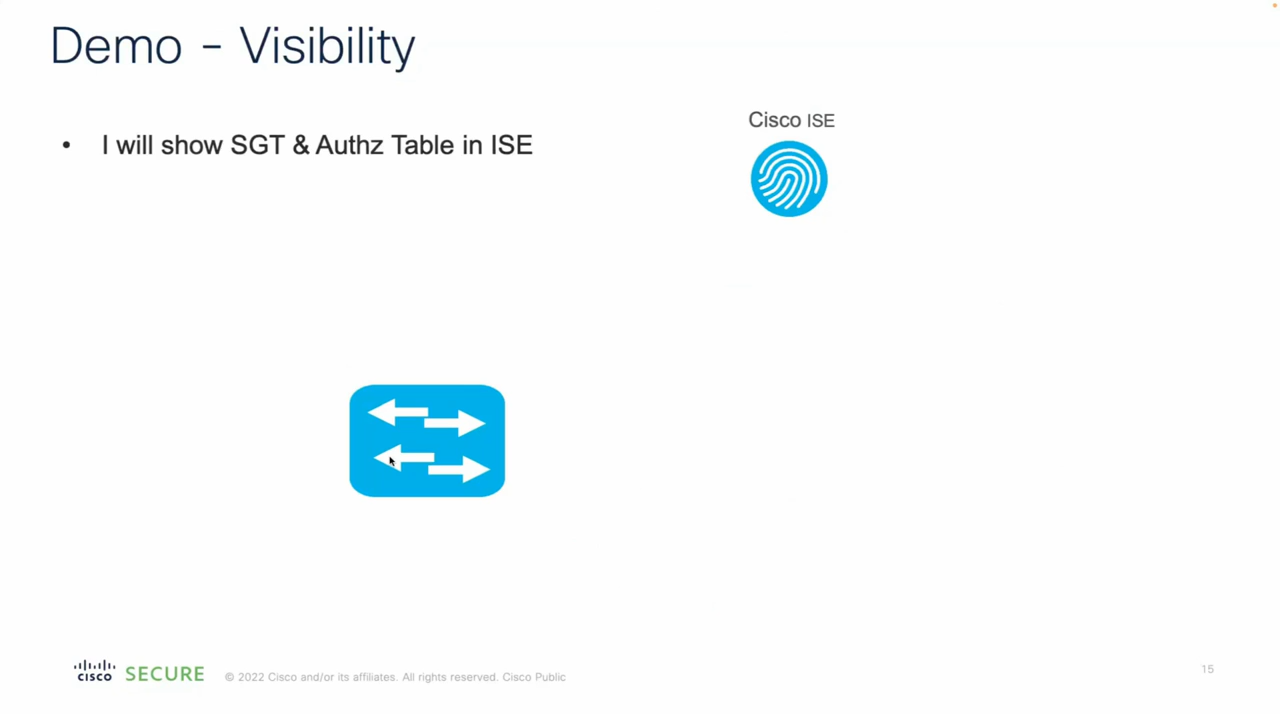 Demo - Visibility
• I will show SGT & Authz Table in ISE
Cisco ISE
CISCO SECURE © 2022 Cisco and/or its affiliates. All rights reserved. Cisco Public
15